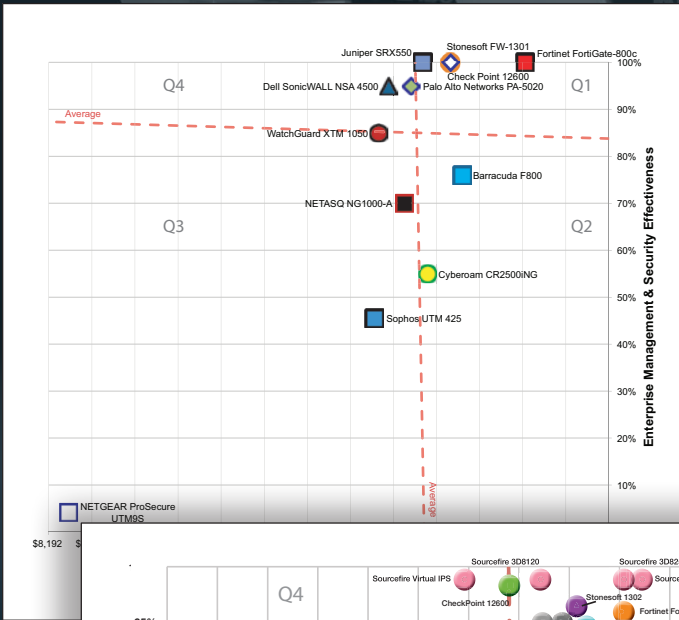 Juniper SRX550
Stonesoft FW-1301
Fortinet FortiGate-800c
100%
Q4
Dell SonicWALL NSA 4500
Check Point 12600
Palo Alto Networks PA-5020
Q1
90%
Average
WatchGuard XTM 1050
80%
Barracuda F800
NETASQ NG1000-A
70%
Q3
Q2
60%
Cyberoam CR2500iNG
50%
Sophos UTM 425
40%
30%
20%
10%
Enterprise Management & Security Effectiveness
Average
NETGEAR ProSecure
UTM9S
$8,192
Sourcefire 3D8120
Sourcefire Virtual IPS
Q4
CheckPoint 12600
Stonesoft 1302